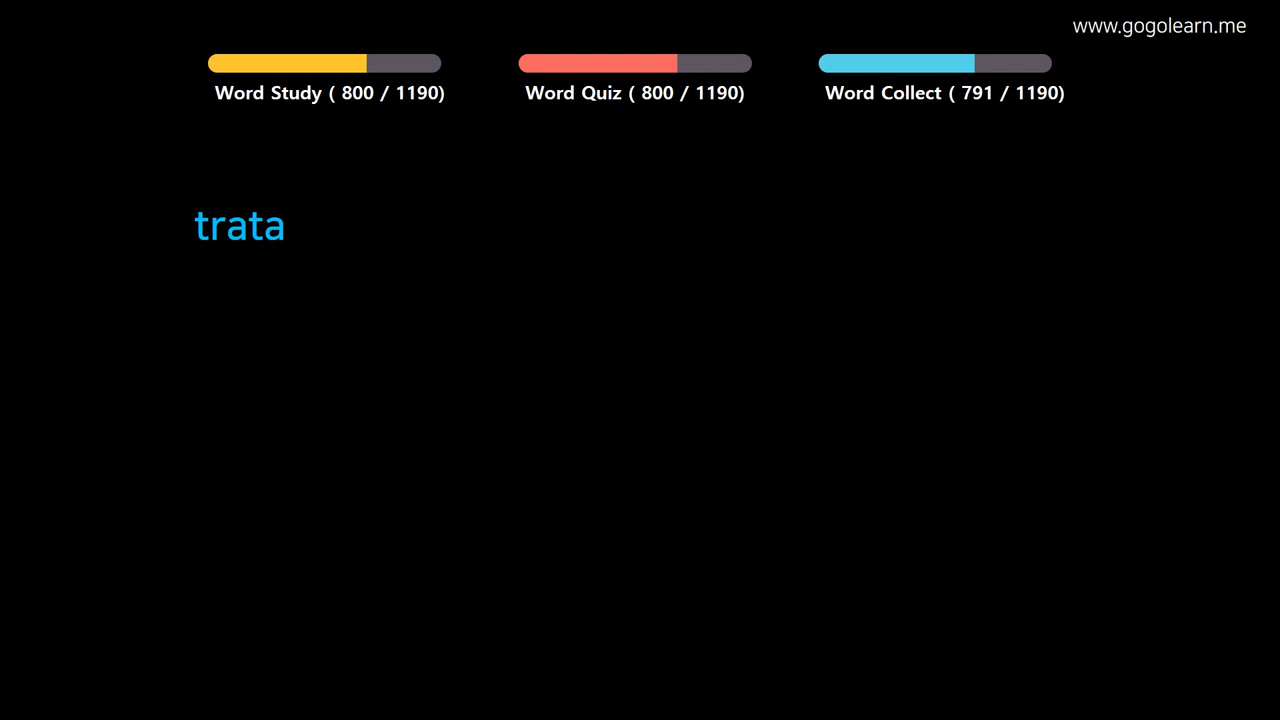 www.gogolearn.me
Word Study ( 800 / 1190)
Word Quiz ( 800 / 1190)
Word Collect ( 791 / 1190)
trata